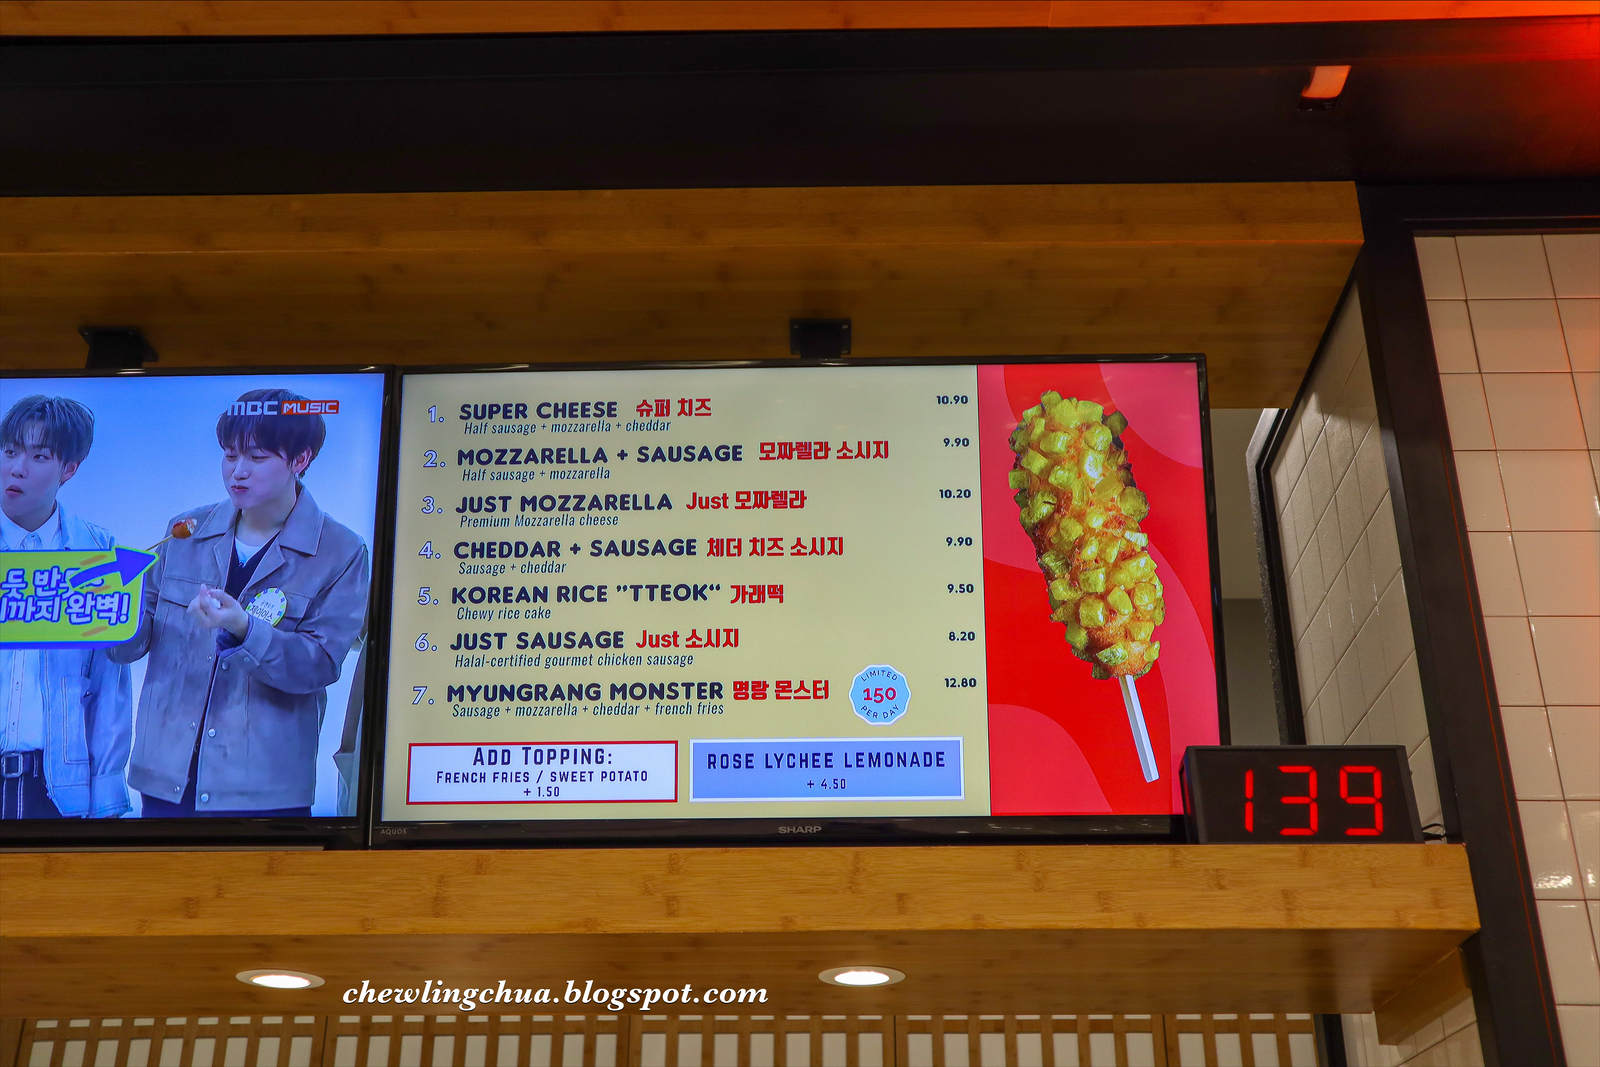 MBC MUSIC
까지 완벽!
1. SUPER CHEESE 슈퍼 치즈 10.90
Half sausage + mozzarella + cheddar
2. MOZZARELLA + SAUSAGE 모짜렐라 소시지 9.90
Half sausage + mozzarella
3. JUST MOZZARELLA Just 모짜렐라 10.20
Premium Mozzarella cheese
4. CHEDDAR + SAUSAGE 체더 치즈 소시지 9.90
Sausage + cheddar
5. KOREAN RICE "TTEOK" 가래떡 9.50
Chewy rice cake
6. JUST SAUSAGE Just 소시지 8.20
Halal-certified gourmet chicken sausage
7. MYUNGRANG MONSTER 명랑 몬스터 12.80
Sausage + mozzarella + cheddar + french fries
LIMITED
150
PER DAY
ADD TOPPING:
FRENCH FRIES / SWEET POTATO
+ 1.50
ROSE LYCHEE LEMONADE
+ 4.50
AQUOS
SHARP
139
chewlingchua.blogspot.com